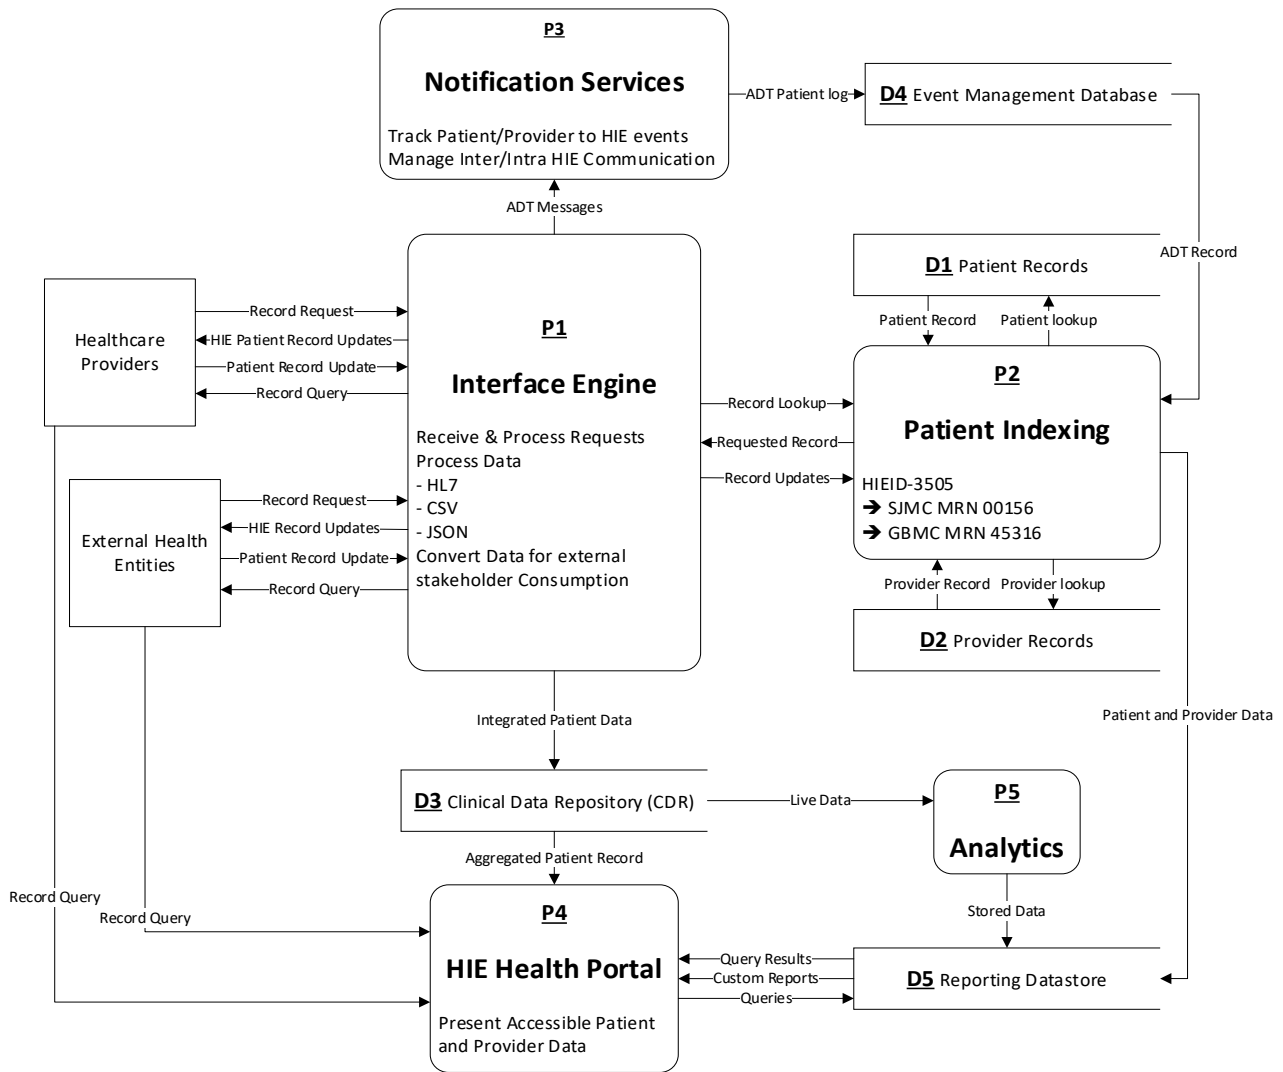 P3
Notification Services
Track Patient/Provider to HIE events
Manage Inter/Intra HIE Communication
ADT Patient log
D4 Event Management Database
ADT Messages
ADT Record
D1 Patient Records
Patient Record
Patient lookup
Healthcare
Providers
Record Request
HIE Patient Record Updates
Patient Record Update
Record Query
P1
Interface Engine
Receive & Process Requests
Process Data
- HL7
- CSV
- JSON
Convert Data for external
stakeholder Consumption
Record Lookup
Requested Record
Record Updates
P2
Patient Indexing
HIEID-3505
➔ SJMC MRN 00156
➔ GBMC MRN 45316
External Health
Entities
Record Request
HIE Record Updates
Patient Record Update
Record Query
Provider Record
Provider lookup
D2 Provider Records
Integrated Patient Data
Patient and Provider Data
D3 Clinical Data Repository (CDR)
Live Data
P5
Analytics
Aggregated Patient Record
Stored Data
Record Query
Record Query
P4
HIE Health Portal
Present Accessible Patient
and Provider Data
Query Results
Custom Reports
Queries
D5 Reporting Datastore